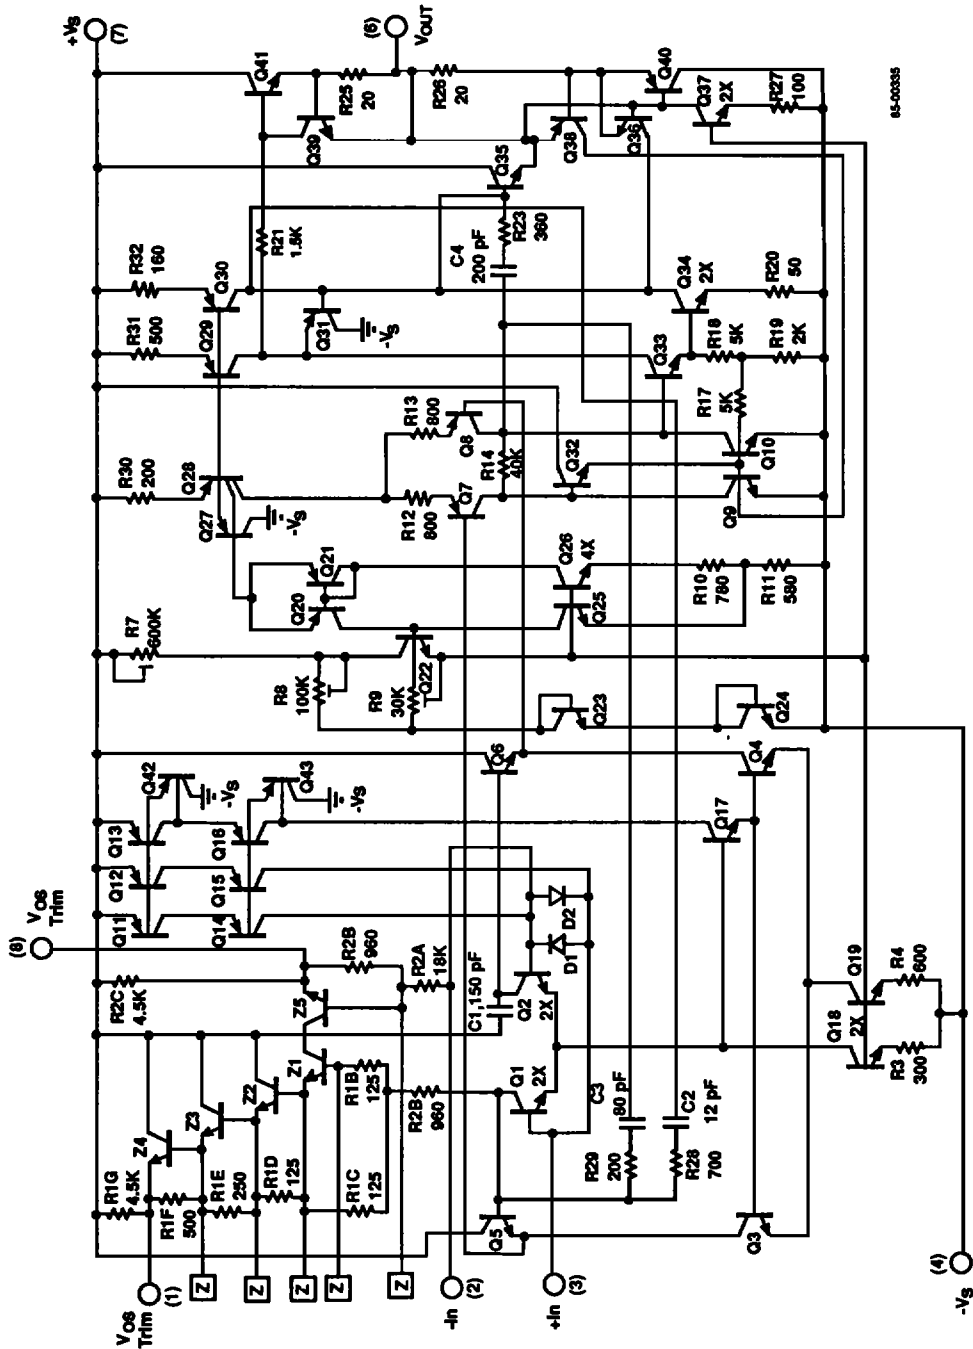 +VS
(7)
(6)
VOUT
Q41
R25
20
R26
20
Q39
Q40
Q37
2X
R27
100
Q38
Q36
Q35
R21
1.5K
C4
200 pF
R23
360
R32
160
Q30
R31
500
Q29
Q31
-VS
Q34
2X
R20
50
Q33
R18
5K
R19
2K
R17
5K
R30
200
Q28
Q27
-VS
R13
800
Q8
R14
40K
R12
800
Q7
Q32
Q10
Q9
Q21
Q20
Q26
4X
Q25
R10
780
R11
580
R7
600K
R8
100K
R9
30K
Q22
Q23
Q24
Q42
-VS
Q43
-VS
Q13
Q12
Q11
Q16
Q15
Q14
Q6
Q4
Q17
(8)
VOS
Trim
R2C
4.5K
R2B
960
R2A
18K
Z5
C1, 150 pF
Q2
2X
D1
D2
Q19
Q18
2X
R4
600
R3
300
Z4
Z3
Z2
Z1
R1B
125
R2B
960
Q1
2X
C3
80 pF
C2
12 pF
R29
200
R28
700
R1G
4.5K
R1F
500
R1E
250
R1D
125
R1C
125
Q5
Q3
Z
Z
Z
Z
Z
VOS
Trim
(1)
-In
(2)
+In
(3)
(4)
-VS
65-00335